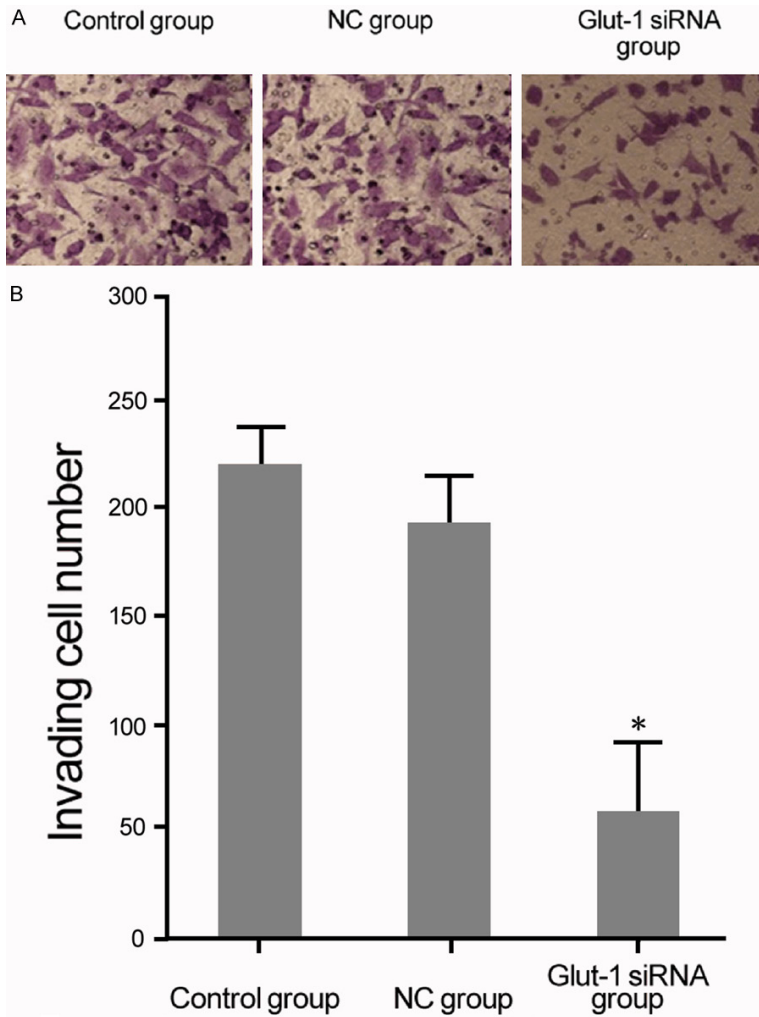 A
Control group
NC group
Glut-1 siRNA
group
B
300
250
200
150
100
50
0
Invading cell number
*
Control group
NC group
Glut-1 siRNA
group